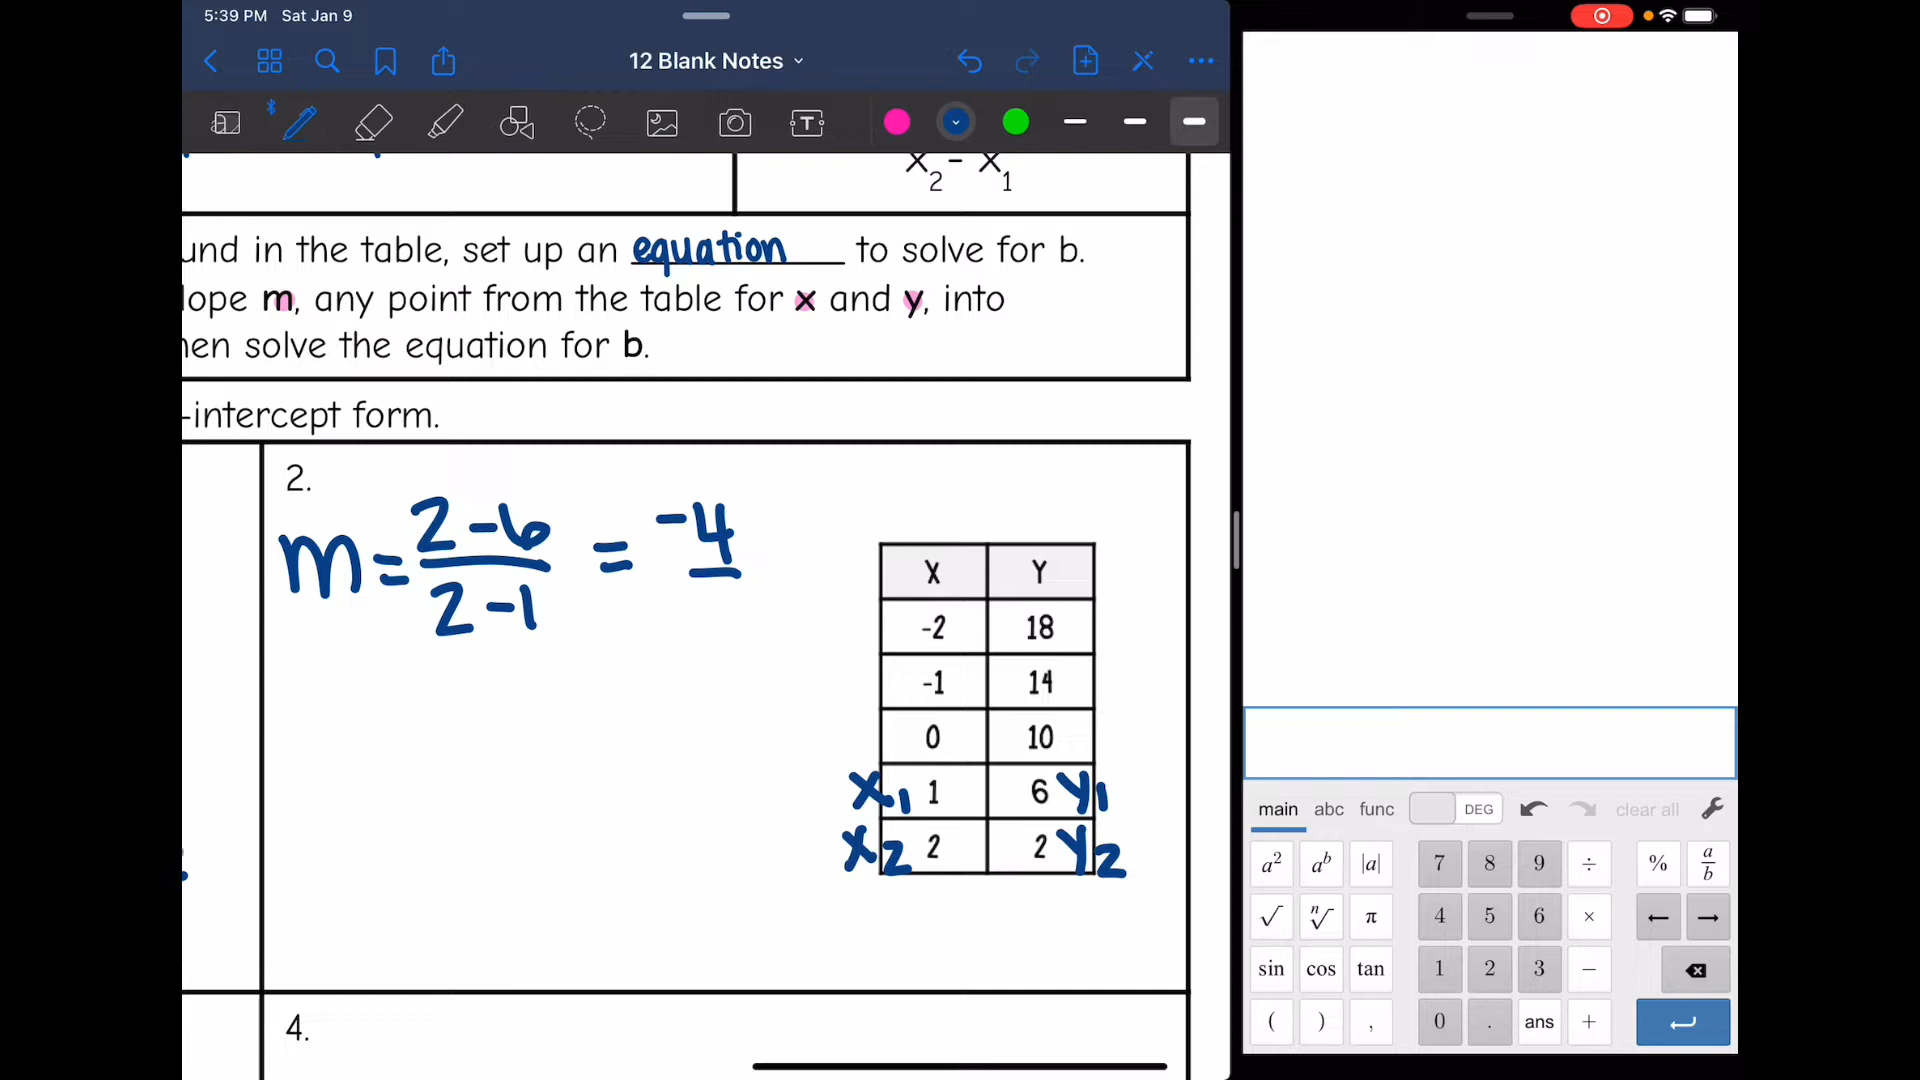 5:39 PM Sat Jan 9
12 Blank Notes
T
x2 - x1
und in the table, set up an equation to solve for b.
lope m, any point from the table for x and y, into
hen solve the equation for b.
-intercept form.
2.
m = 2 - 6 / 2 - 1 = -4
X Y
-2 18
-1 14
0 10
x1 1 6 y1
x2 2 2 y2
4.
main abc func DEG clear all
a² aᵇ |a| 7 8 9 ÷ % a/b
√ ⁿ√ π 4 5 6 × ← →
sin cos tan 1 2 3 −
( ) , 0 . ans +